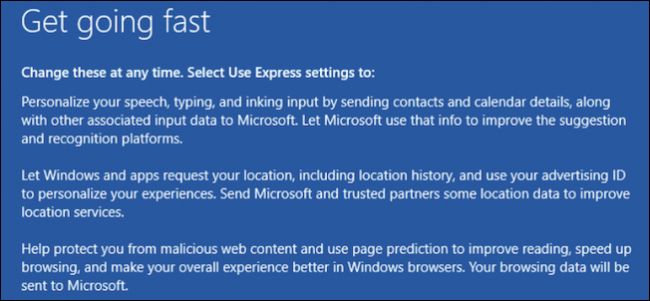 Get going fast
Change these at any time. Select Use Express settings to:
Personalize your speech, typing, and inking input by sending contacts and calendar details, along
with other associated input data to Microsoft. Let Microsoft use that info to improve the suggestion
and recognition platforms.
Let Windows and apps request your location, including location history, and use your advertising ID
to personalize your experiences. Send Microsoft and trusted partners some location data to improve
location services.
Help protect you from malicious web content and use page prediction to improve reading, speed up
browsing, and make your overall experience better in Windows browsers. Your browsing data will be
sent to Microsoft.